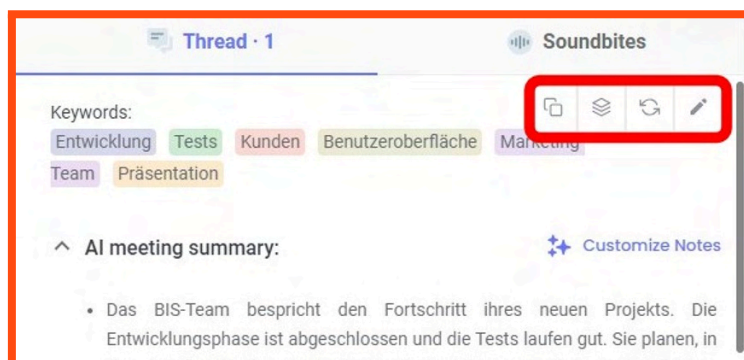 Thread · 1
Soundbites
Keywords:
Entwicklung Tests Kunden Benutzeroberfläche Marketing
Team Präsentation
AI meeting summary:
Customize Notes
• Das BIS-Team bespricht den Fortschritt ihres neuen Projekts. Die
Entwicklungsphase ist abgeschlossen und die Tests laufen gut. Sie planen, in